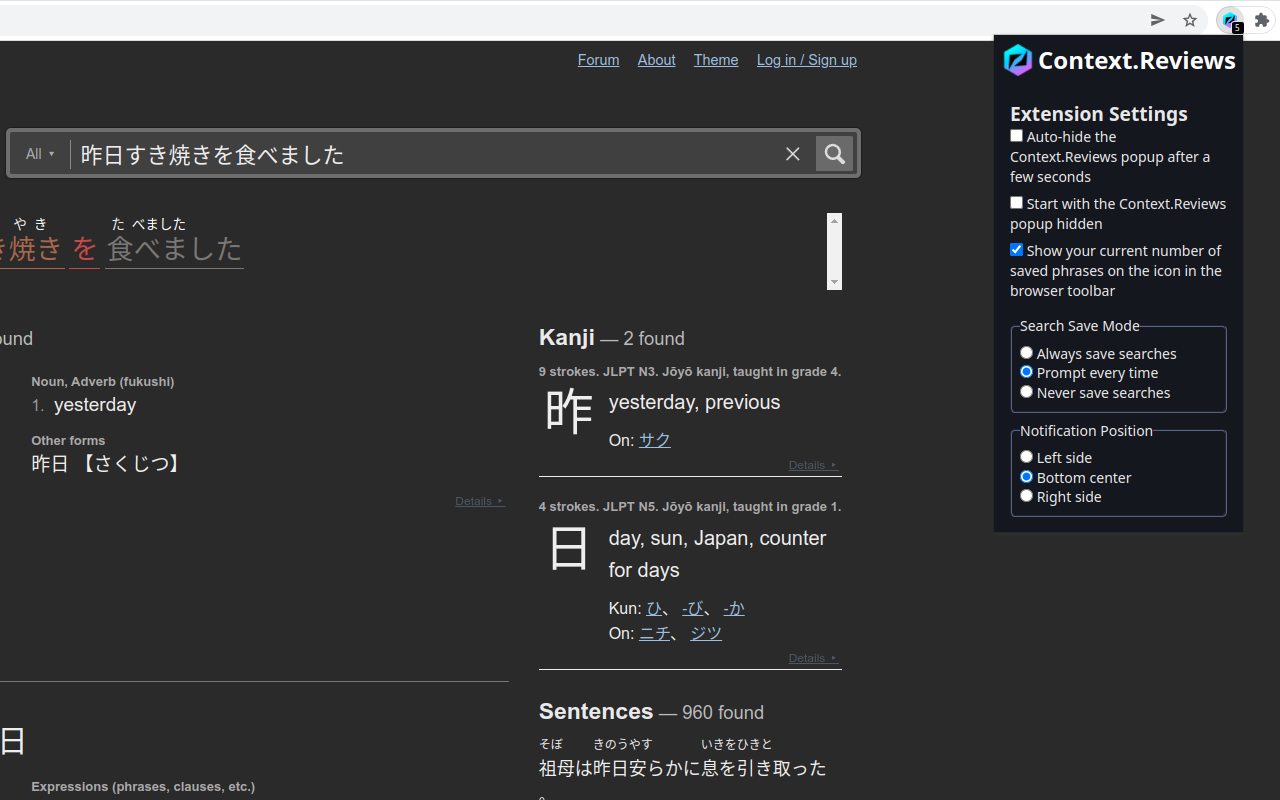 5
Context.Reviews
Forum About Theme Log in / Sign up
All ▾ 昨日すき焼きを食べました
や き た べました
き焼き を 食べました
ound
Noun, Adverb (fukushi)
1. yesterday
Other forms
昨日 【さくじつ】
Details ‣
日
Expressions (phrases, clauses, etc.)
Kanji — 2 found
9 strokes. JLPT N3. Jōyō kanji, taught in grade 4.
昨
yesterday, previous
On: サク
Details ‣
4 strokes. JLPT N5. Jōyō kanji, taught in grade 1.
日
day, sun, Japan, counter
for days
Kun: ひ、 -び、 -か
On: ニチ、 ジツ
Details ‣
Sentences — 960 found
そぼ きのうやす いきをひきと
祖母は昨日安らかに息を引き取った
。
Extension Settings
Auto-hide the
Context.Reviews popup after a
few seconds
Start with the Context.Reviews
popup hidden
Show your current number of
saved phrases on the icon in the
browser toolbar
Search Save Mode
Always save searches
Prompt every time
Never save searches
Notification Position
Left side
Bottom center
Right side